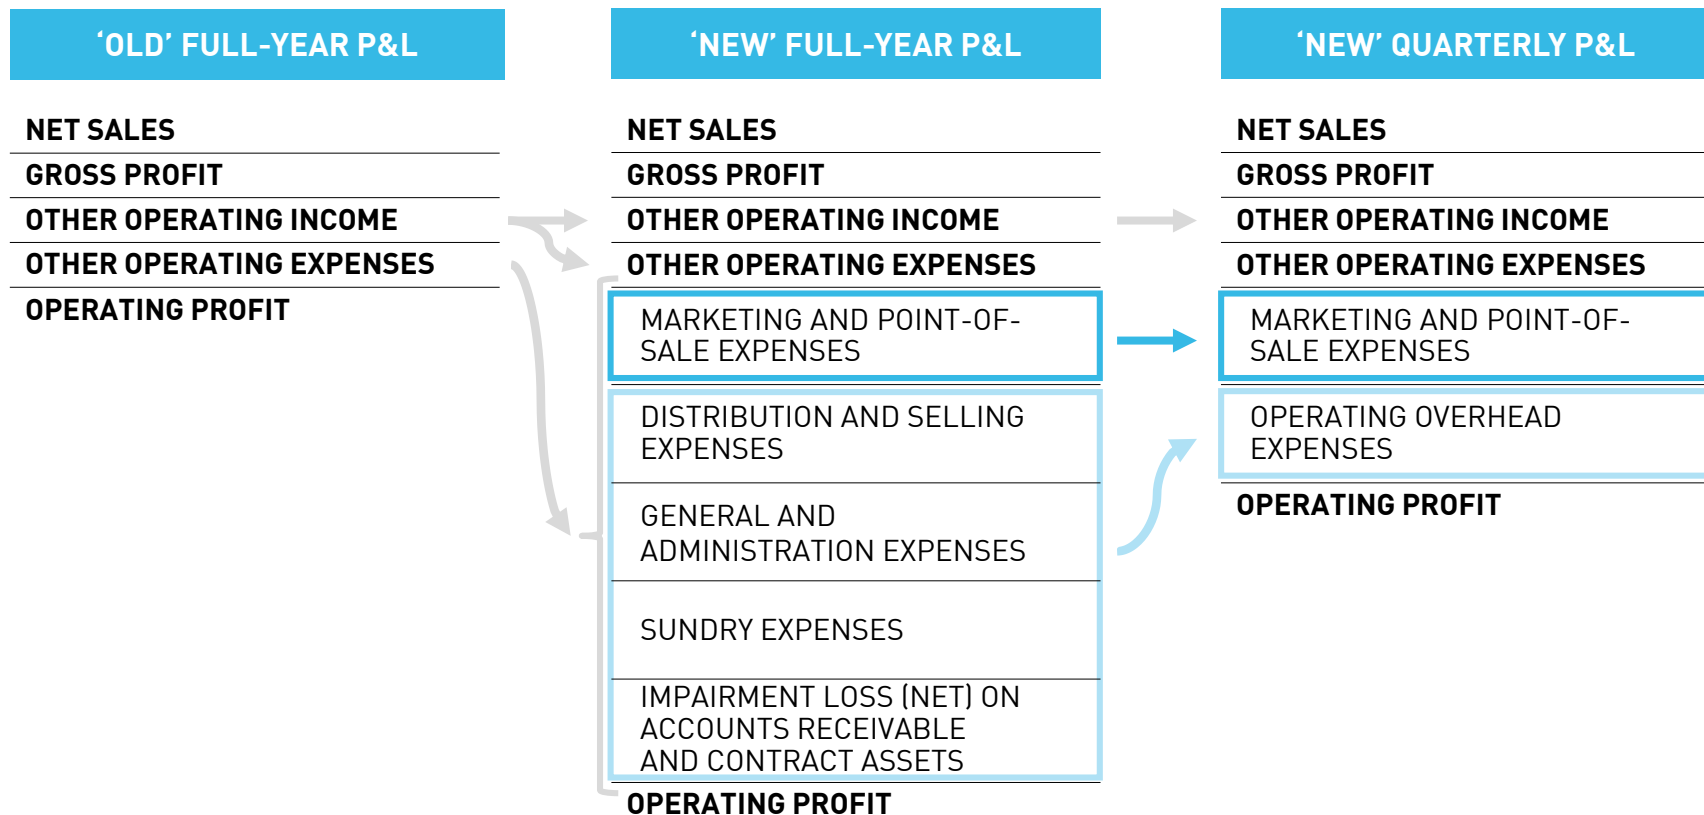 ‘OLD’ FULL-YEAR P&L
NET SALES
GROSS PROFIT
OTHER OPERATING INCOME
OTHER OPERATING EXPENSES
OPERATING PROFIT
‘NEW’ FULL-YEAR P&L
NET SALES
GROSS PROFIT
OTHER OPERATING INCOME
OTHER OPERATING EXPENSES
MARKETING AND POINT-OF-
SALE EXPENSES
DISTRIBUTION AND SELLING
EXPENSES
GENERAL AND
ADMINISTRATION EXPENSES
SUNDRY EXPENSES
IMPAIRMENT LOSS (NET) ON
ACCOUNTS RECEIVABLE
AND CONTRACT ASSETS
OPERATING PROFIT
‘NEW’ QUARTERLY P&L
NET SALES
GROSS PROFIT
OTHER OPERATING INCOME
OTHER OPERATING EXPENSES
MARKETING AND POINT-OF-
SALE EXPENSES
OPERATING OVERHEAD
EXPENSES
OPERATING PROFIT